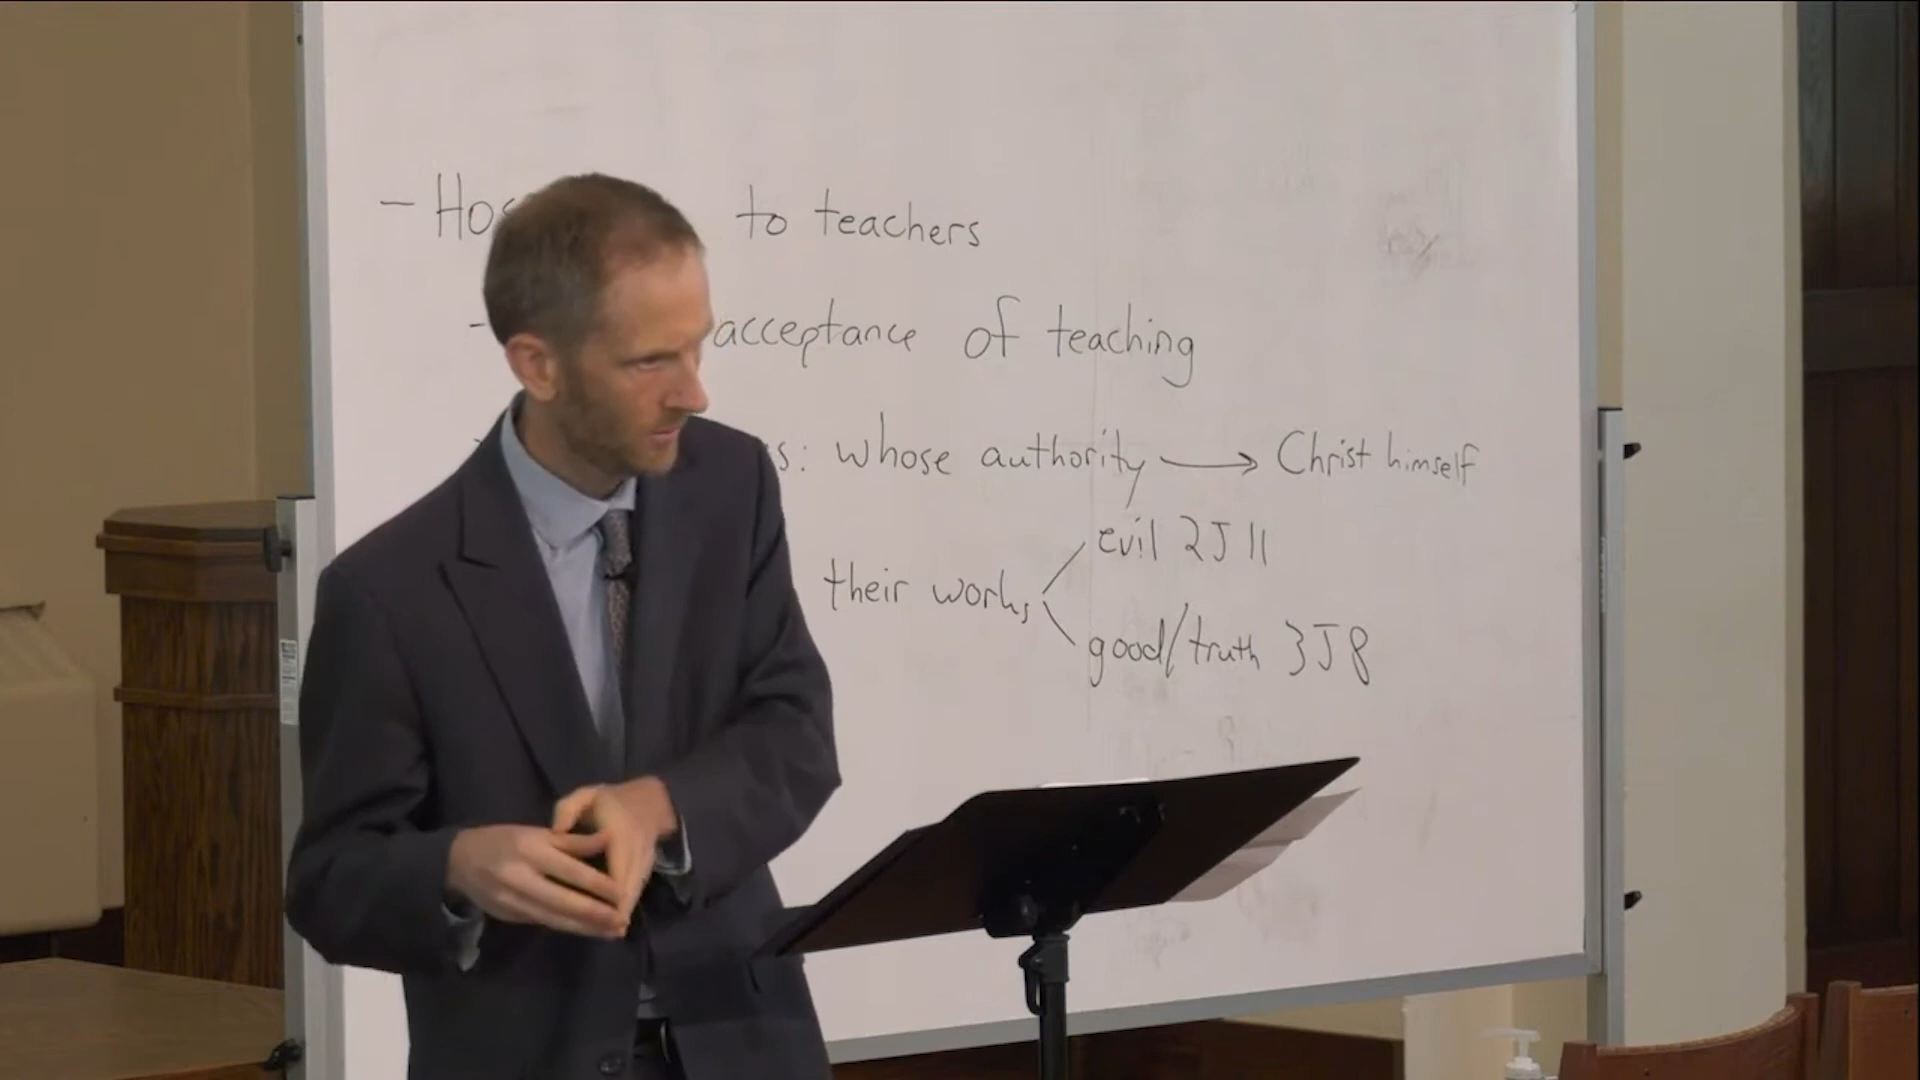 - Hos to teachers
- acceptance of teaching
s: whose authority → Christ himself
evil 2J 11
their works
good/truth 3J 8